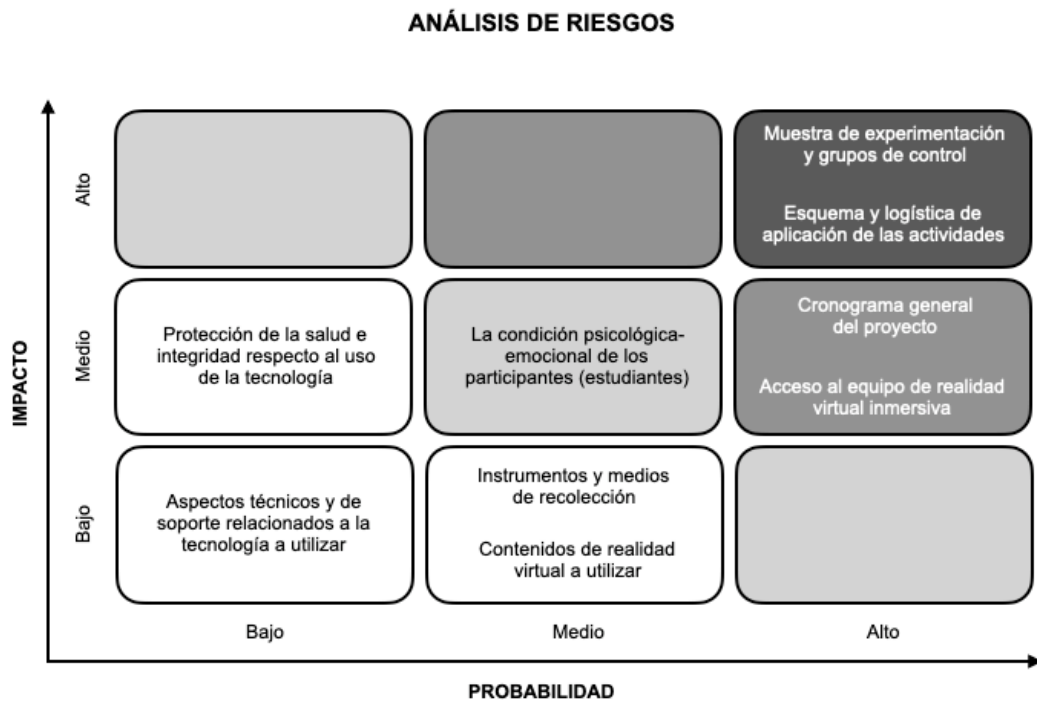 ANÁLISIS DE RIESGOS
IMPACTO
Alto
Muestra de experimentación
y grupos de control
Esquema y logística de
aplicación de las actividades
Medio
Protección de la salud e
integridad respecto al uso
de la tecnología
La condición psicológica-
emocional de los
participantes (estudiantes)
Cronograma general
del proyecto
Acceso al equipo de realidad
virtual inmersiva
Bajo
Aspectos técnicos y de
soporte relacionados a la
tecnología a utilizar
Instrumentos y medios
de recolección
Contenidos de realidad
virtual a utilizar
Bajo
Medio
Alto
PROBABILIDAD